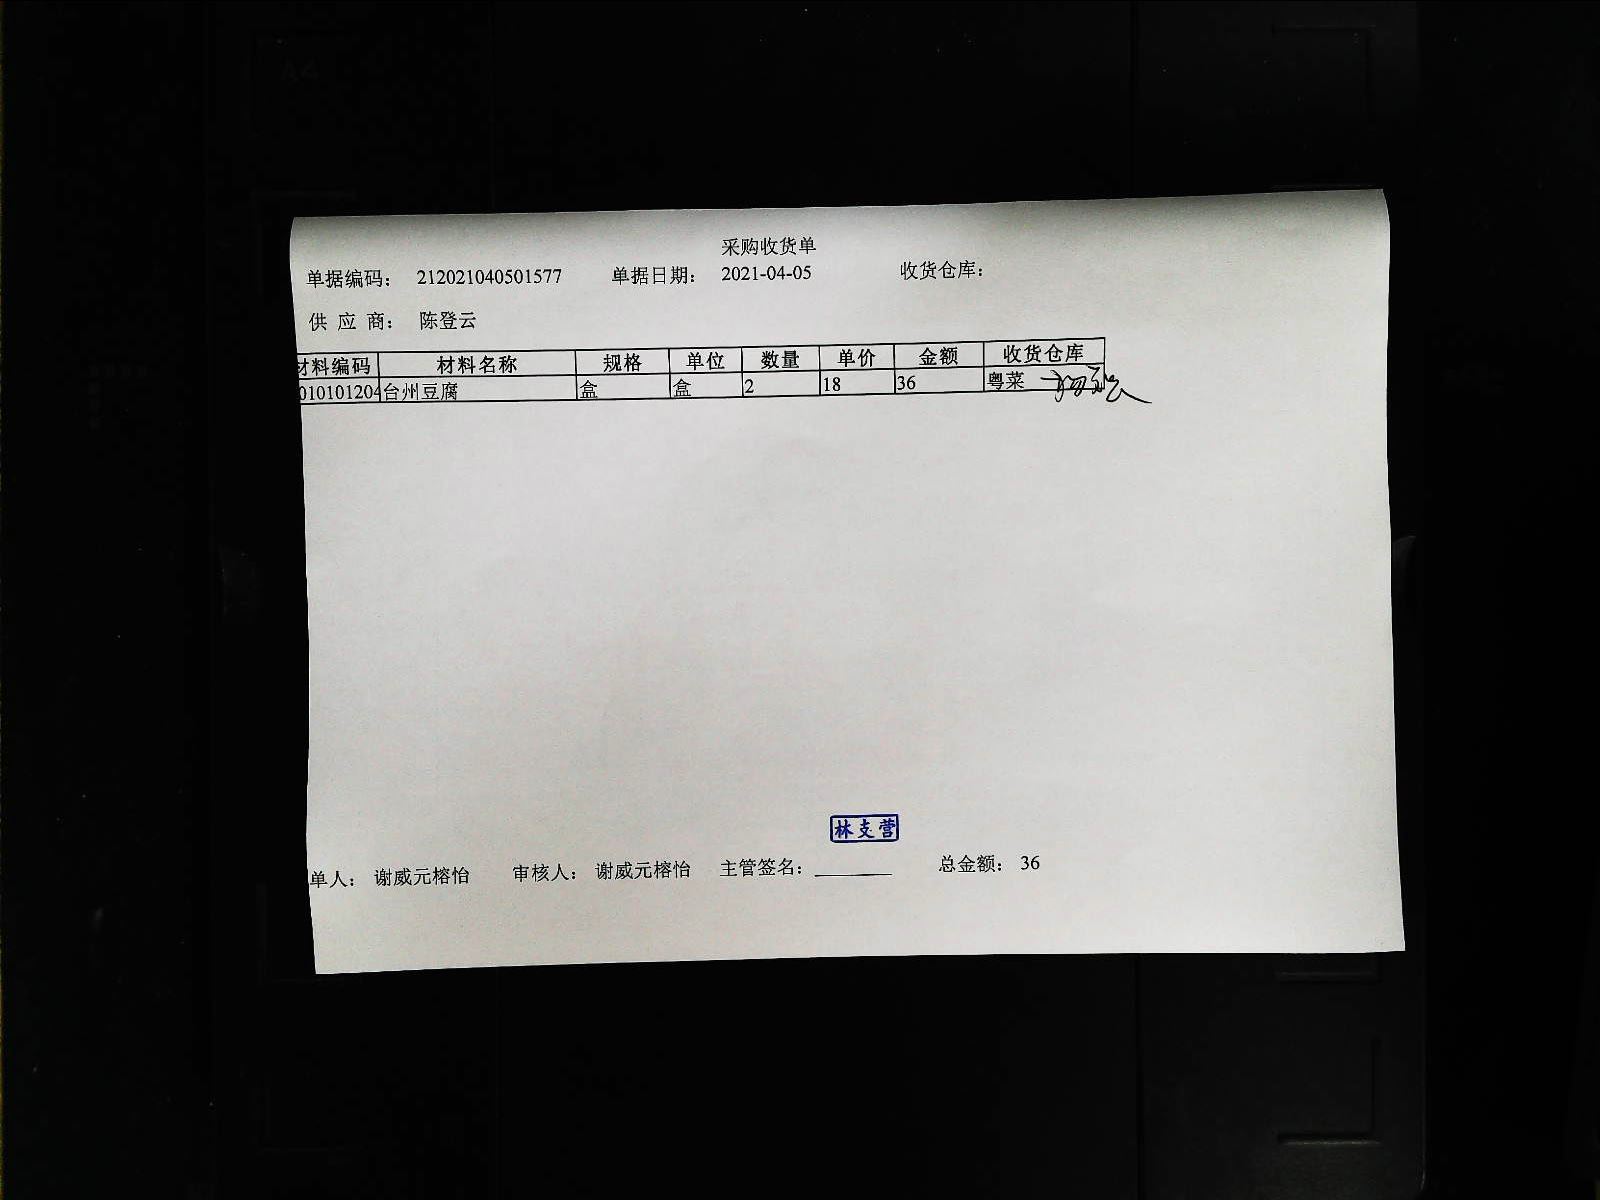 采购收货单
单据编码： 212021040501577 单据日期： 2021-04-05 收货仓库：
供 应 商： 陈登云
材料编码 材料名称 规格 单位 数量 单价 金额 收货仓库
010101204 台州豆腐 盒 盒 2 18 36 粤菜
林支营
单人： 谢威元榕怡 审核人： 谢威元榕怡 主管签名： 总金额： 36